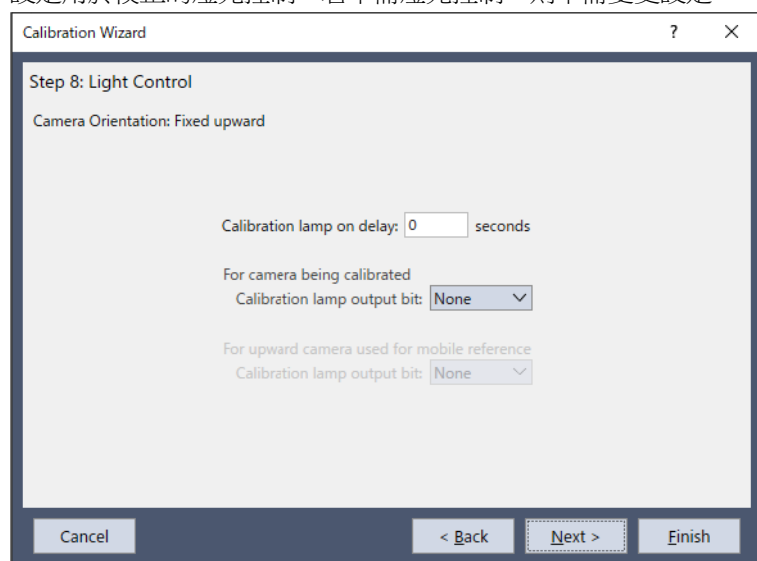 Calibration Wizard ? ×
Step 8: Light Control
Camera Orientation: Fixed upward
Calibration lamp on delay: 0 seconds
For camera being calibrated
Calibration lamp output bit: None
For upward camera used for mobile reference
Calibration lamp output bit: None
Cancel < Back Next > Finish